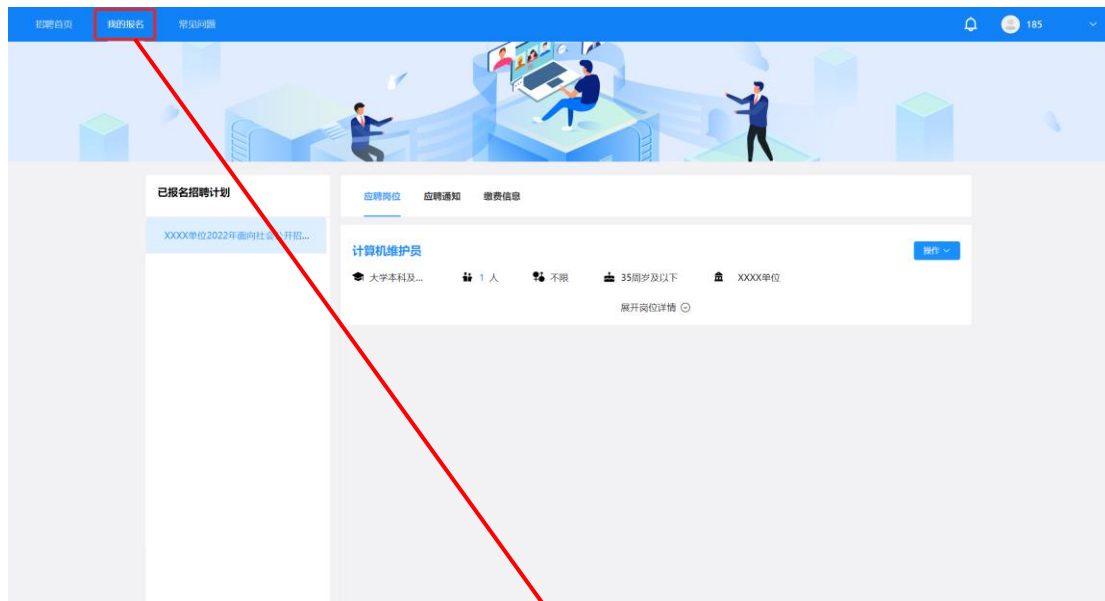 招聘首页 我的报名 常见问题 185
已报名招聘计划
应聘岗位 应聘通知 缴费信息
XXXX单位2022年面向社会公开招...
计算机维护员
操作
大学本科及... 1 人 不限 35周岁及以下 XXXX单位
展开岗位详情